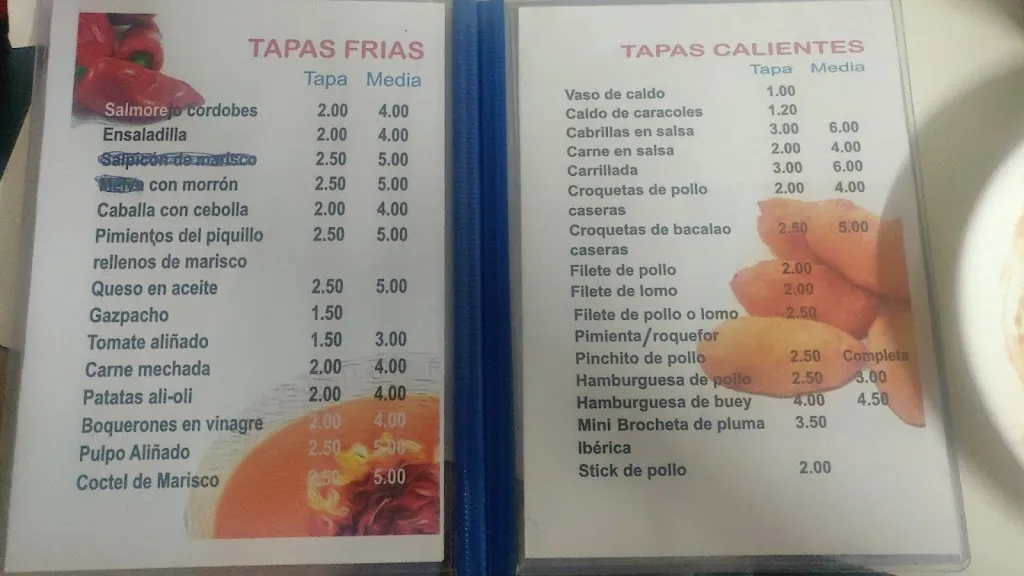 TAPAS FRIAS
Tapa Media
Salmorejo cordobes 2.00 4.00
Ensaladilla 2.00 4.00
Salpicón de marisco 2.50 5.00
con morrón 2.50 5.00
Caballa con cebolla 2.00 4.00
Pimientos del piquillo 2.50 5.00
rellenos de marisco
Queso en aceite 2.50 5.00
Gazpacho 1.50
Tomate aliñado 1.50 3.00
Carne mechada 2.00 4.00
Patatas ali-oli 2.00 4.00
Boquerones en vinagre 2.00 4.00
Pulpo Aliñado 2.50 5.00
Coctel de Marisco 2.50 5.00
TAPAS CALIENTES
Tapa Media
Vaso de caldo 1.00
Caldo de caracoles 1.20
Cabrillas en salsa 3.00 6.00
Carne en salsa 2.00 4.00
Carrillada 3.00 6.00
Croquetas de pollo 2.00 4.00
caseras
Croquetas de bacalao 2.50 5.00
caseras
Filete de pollo 2.00
Filete de lomo 2.00
Filete de pollo o lomo 2.50
Pimienta/roquefor
Pinchito de pollo 2.50 Completa
Hamburguesa de pollo 2.50 3.00
Hamburguesa de buey 4.00 4.50
Mini Brocheta de pluma 3.50
Ibérica
Stick de pollo 2.00